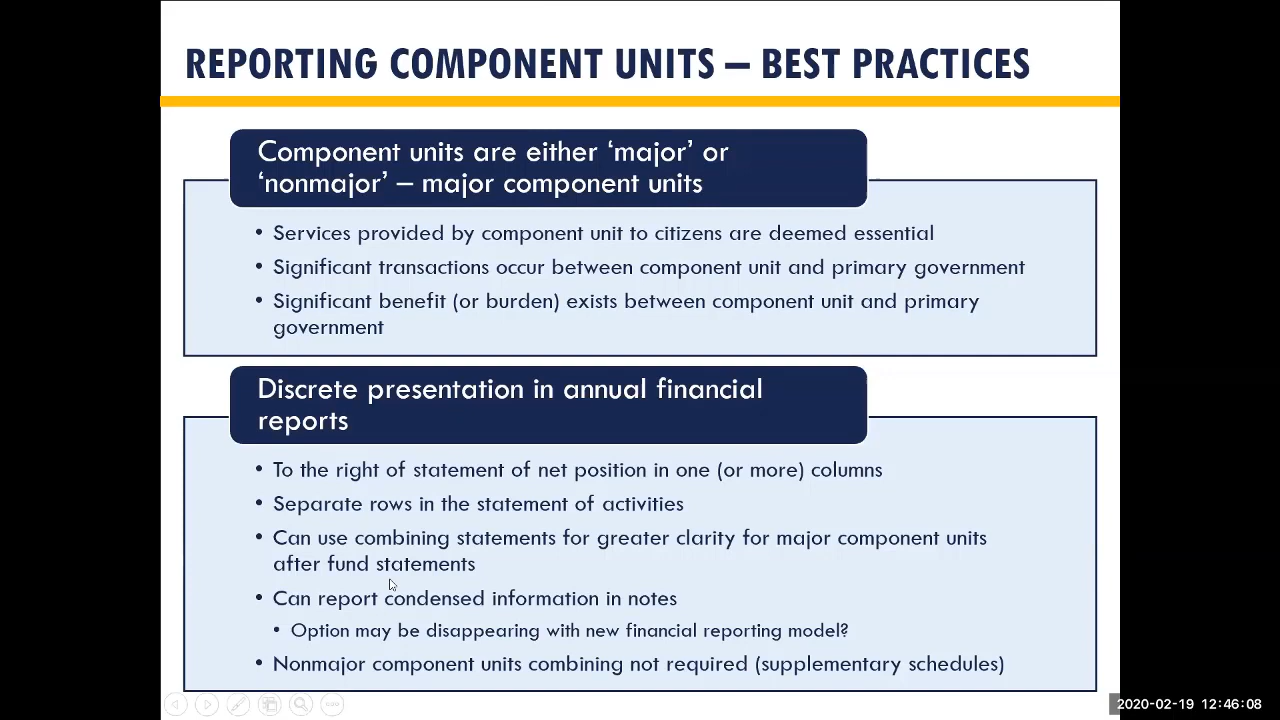 REPORTING COMPONENT UNITS – BEST PRACTICES
Component units are either ‘major’ or
‘nonmajor’ – major component units
• Services provided by component unit to citizens are deemed essential
• Significant transactions occur between component unit and primary government
• Significant benefit (or burden) exists between component unit and primary
government
Discrete presentation in annual financial
reports
• To the right of statement of net position in one (or more) columns
• Separate rows in the statement of activities
• Can use combining statements for greater clarity for major component units
after fund statements
• Can report condensed information in notes
• Option may be disappearing with new financial reporting model?
• Nonmajor component units combining not required (supplementary schedules)
2020-02-19 12:46:08